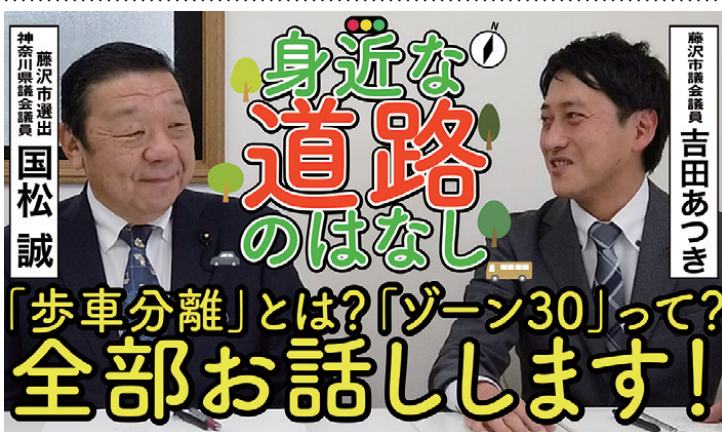 藤沢市選出
神奈川県議会議員
国松 誠
身近な
道路
のはなし
N
藤沢市議会議員
吉田あつき
「歩車分離」とは?「ゾーン30」って?
全部お話しします!